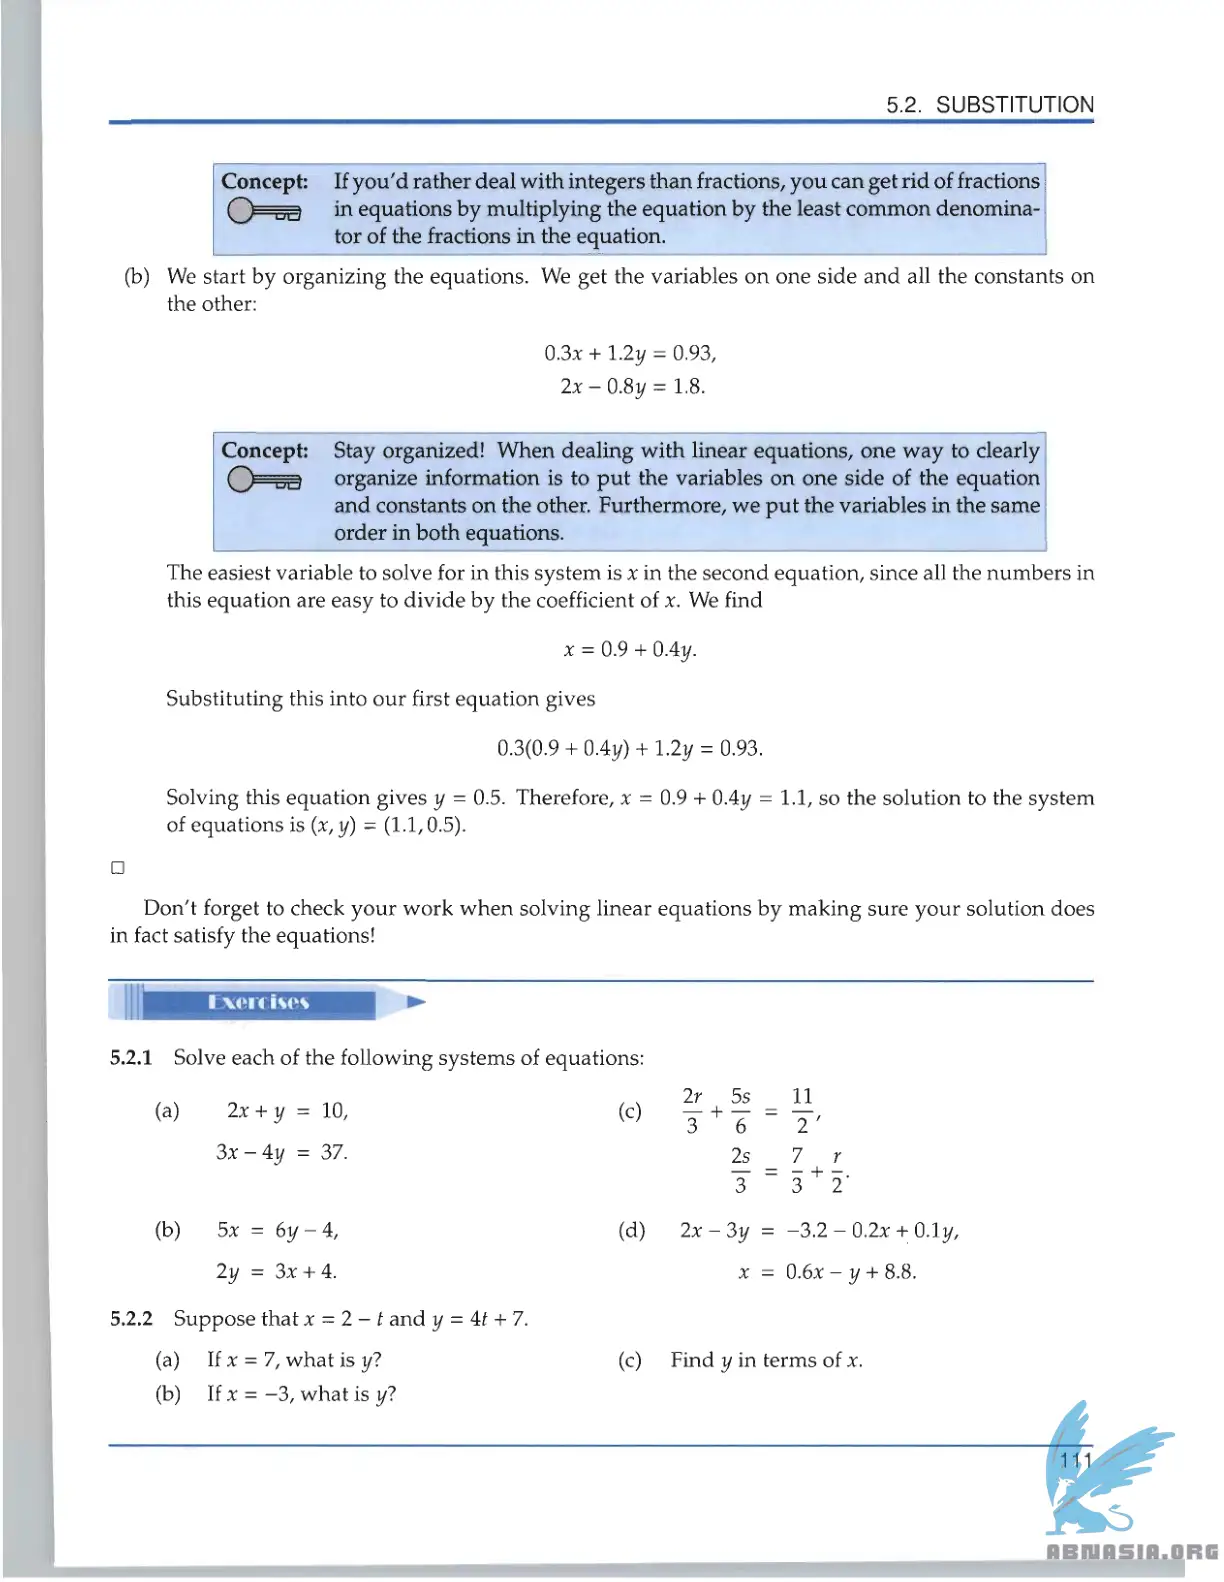 5.2. SUBSTITUTION
Concept: If you'd rather deal with integers than fractions, you can get rid of fractions
in equations by multiplying the equation by the least common denomina-
tor of the fractions in the equation.
(b) We start by organizing the equations. We get the variables on one side and all the constants on
the other:
0.3x + 1.2y = 0.93,
2x − 0.8y = 1.8.
Concept: Stay organized! When dealing with linear equations, one way to clearly
organize information is to put the variables on one side of the equation
and constants on the other. Furthermore, we put the variables in the same
order in both equations.
The easiest variable to solve for in this system is x in the second equation, since all the numbers in
this equation are easy to divide by the coefficient of x. We find
x = 0.9 + 0.4y.
Substituting this into our first equation gives
0.3(0.9 + 0.4y) + 1.2y = 0.93.
Solving this equation gives y = 0.5. Therefore, x = 0.9 + 0.4y = 1.1, so the solution to the system
of equations is (x, y) = (1.1, 0.5).
□
Don't forget to check your work when solving linear equations by making sure your solution does
in fact satisfy the equations!
Exercises
5.2.1 Solve each of the following systems of equations:
(a) 2x + y = 10,
3x − 4y = 37.
(c) 2r/3 + 5s/6 = 11/2,
2s/3 = 7/3 + r/2.
(b) 5x = 6y − 4,
2y = 3x + 4.
(d) 2x − 3y = −3.2 − 0.2x + 0.1y,
x = 0.6x − y + 8.8.
5.2.2 Suppose that x = 2 − t and y = 4t + 7.
(a) If x = 7, what is y?
(b) If x = −3, what is y?
(c) Find y in terms of x.
111
ABNASIA.ORG